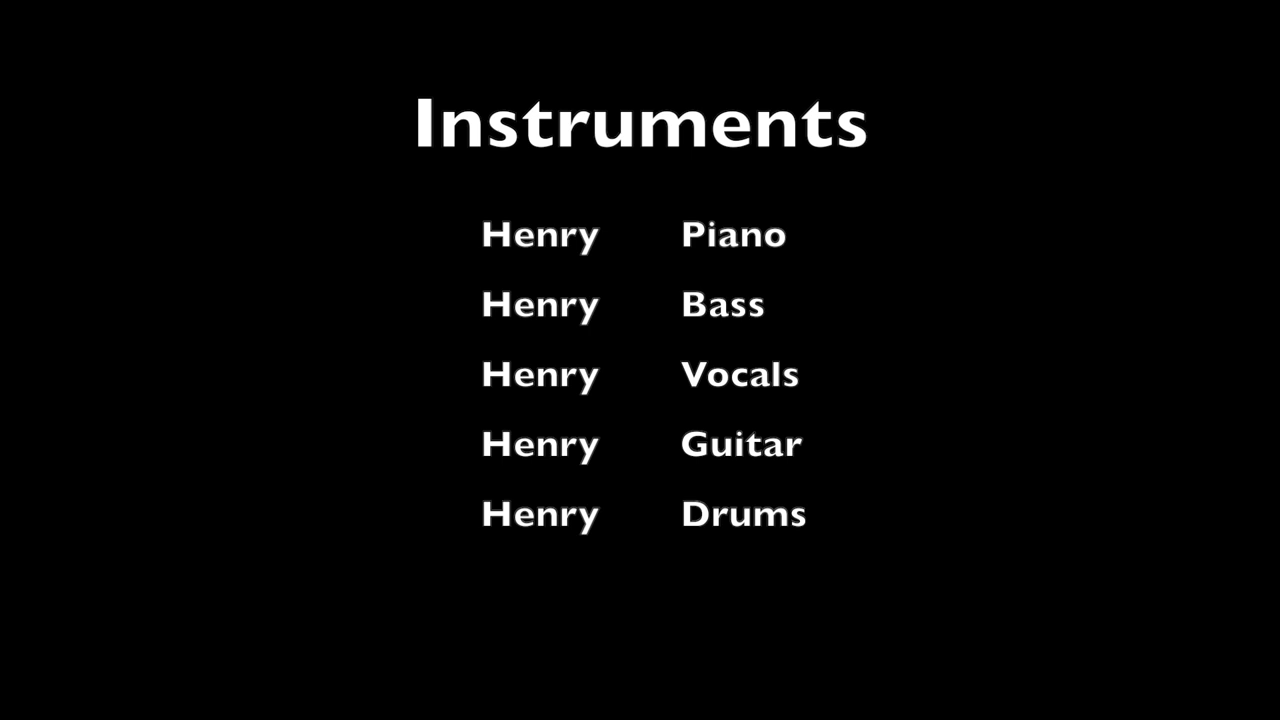 Instruments
Henry Piano
Henry Bass
Henry Vocals
Henry Guitar
Henry Drums